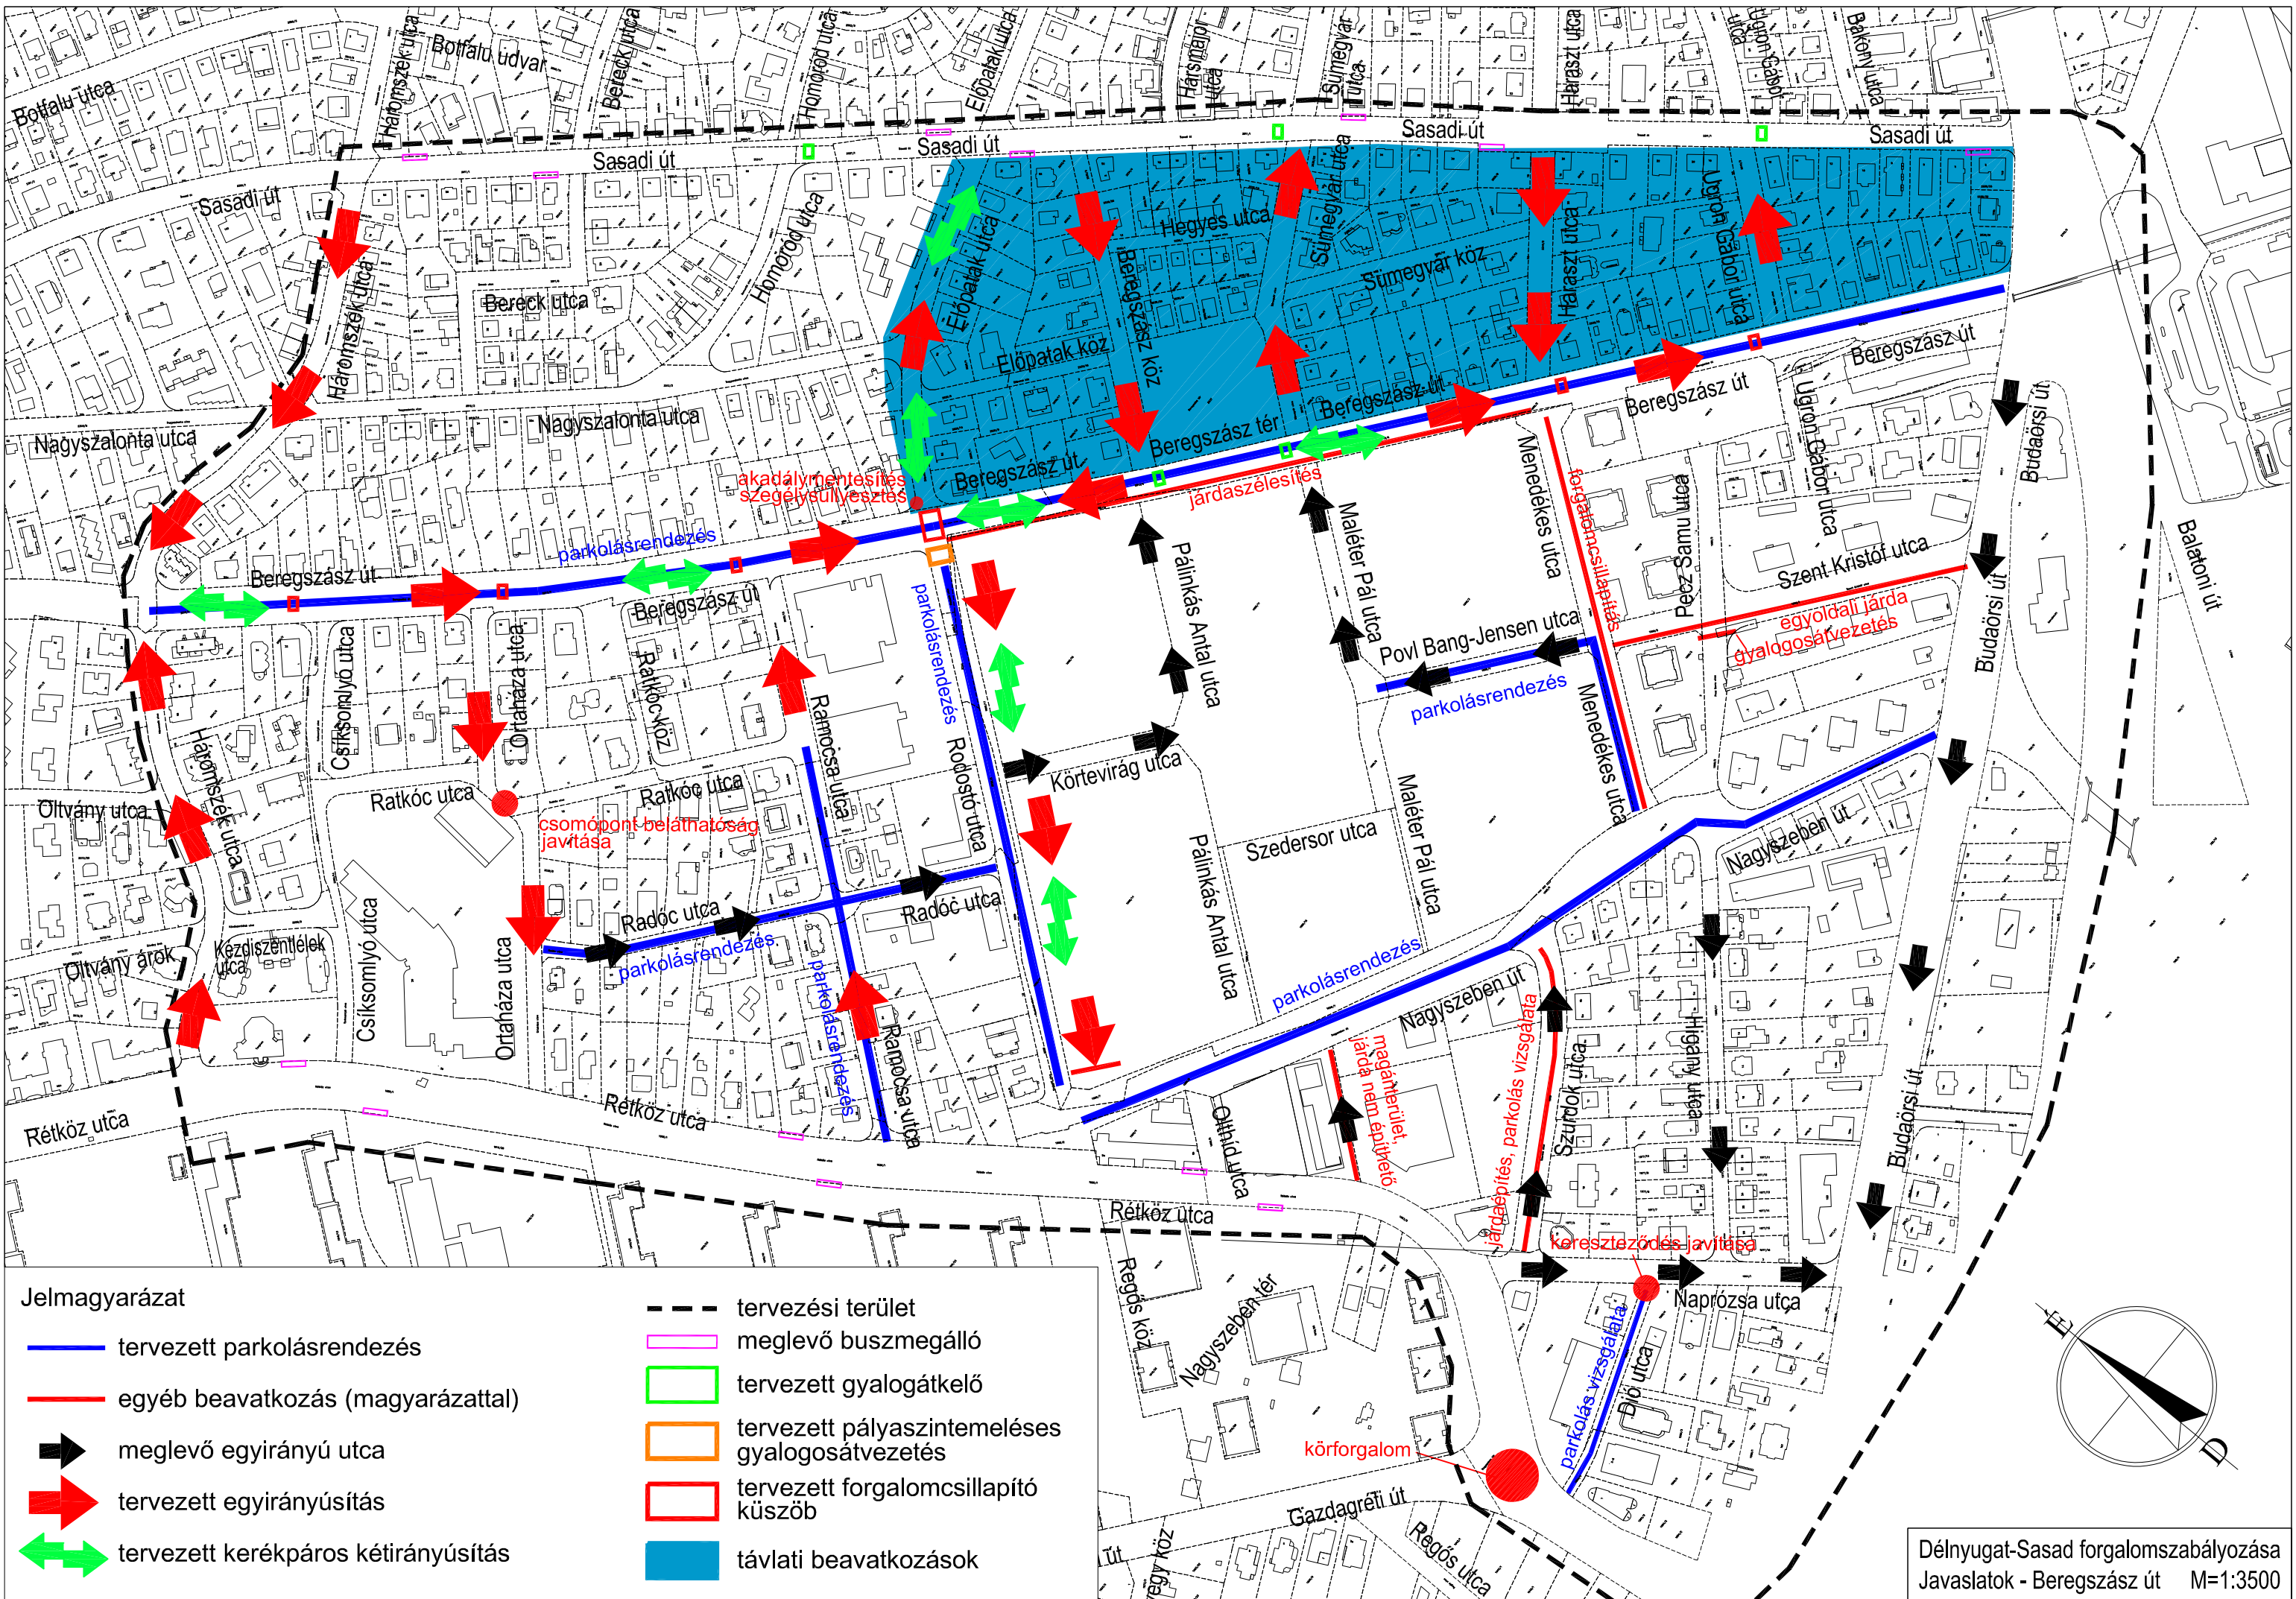 Botfalu utca
Háromszék utca
Botfalu udvar
Bereck utca
Homoród utca
Előpatak utca
Hársmajor
utca
Sümegvár
utca
Haraszt utca
Ugron Gábor
utca
Bakony utca
Sasadi út
Sasadi út
Sasadi út
Sasadi út
Sasadi út
Háromszék utca
Bereck utca
Homoród utca
Előpatak utca
Előpatak köz
Beregszász köz
Hegyes utca
Sümegvár utca
Sümegvár köz
Haraszt utca
Ugron Gábor utca
Nagyszalonta utca
Nagyszalonta utca
akadálymentesítés
szegélysüllyesztés
Beregszász út
Beregszász tér
Beregszász út
Beregszász út
Beregszász út
Ugron Gábor utca
Budaörsi út
járdaszélesítés
parkolásrendezés
Beregszász út
Beregszász út
Csíksomlyó utca
Ortaháza utca
Ratkóc köz
Ramocsa utca
parkolásrendezés
Rodostó utca
Pálinkás Antal utca
Maléter Pál utca
Menedékes utca
forgalomcsillapítás
Pecz Samu utca
Szent Kristóf utca
egyoldali járda
gyalogosátvezetés
Budaörsi út
Balatoni út
Povl Bang-Jensen utca
parkolásrendezés
Menedékes utca
Háromszék utca
Oltvány utca
Ratkóc utca
Ratkóc utca
csomópont beláthatóság
javítása
Körtevirág utca
Szedersor utca
Maléter Pál utca
Pálinkás Antal utca
Nagyszeben út
Radóc utca
Radóc utca
parkolásrendezés
parkolásrendezés
parkolásrendezés
Oltvány árok
Kézdiszentlélek
utca
Csíksomlyó utca
Ortaháza utca
Ramocsa utca
Nagyszeben út
magánterület,
járda nem építhető
járdaépítés, parkolás vizsgálata
Szurdok utca
Higany utca
Budaörsi út
Rétköz utca
Rétköz utca
Olthíd utca
Rétköz utca
Regős köz
Nagyszeben tér
kereszteződés javítása
Naprózsa utca
parkolás vizsgálata
Dió utca
körforgalom
Gazdagréti út
Regős utca
út
egy köz
É
D
Jelmagyarázat
tervezett parkolásrendezés
egyéb beavatkozás (magyarázattal)
meglevő egyirányú utca
tervezett egyirányúsítás
tervezett kerékpáros kétirányúsítás
tervezési terület
meglevő buszmegálló
tervezett gyalogátkelő
tervezett pályaszintemeléses
gyalogosátvezetés
tervezett forgalomcsillapító
küszöb
távlati beavatkozások
Délnyugat-Sasad forgalomszabályozása
Javaslatok - Beregszász út M=1:3500